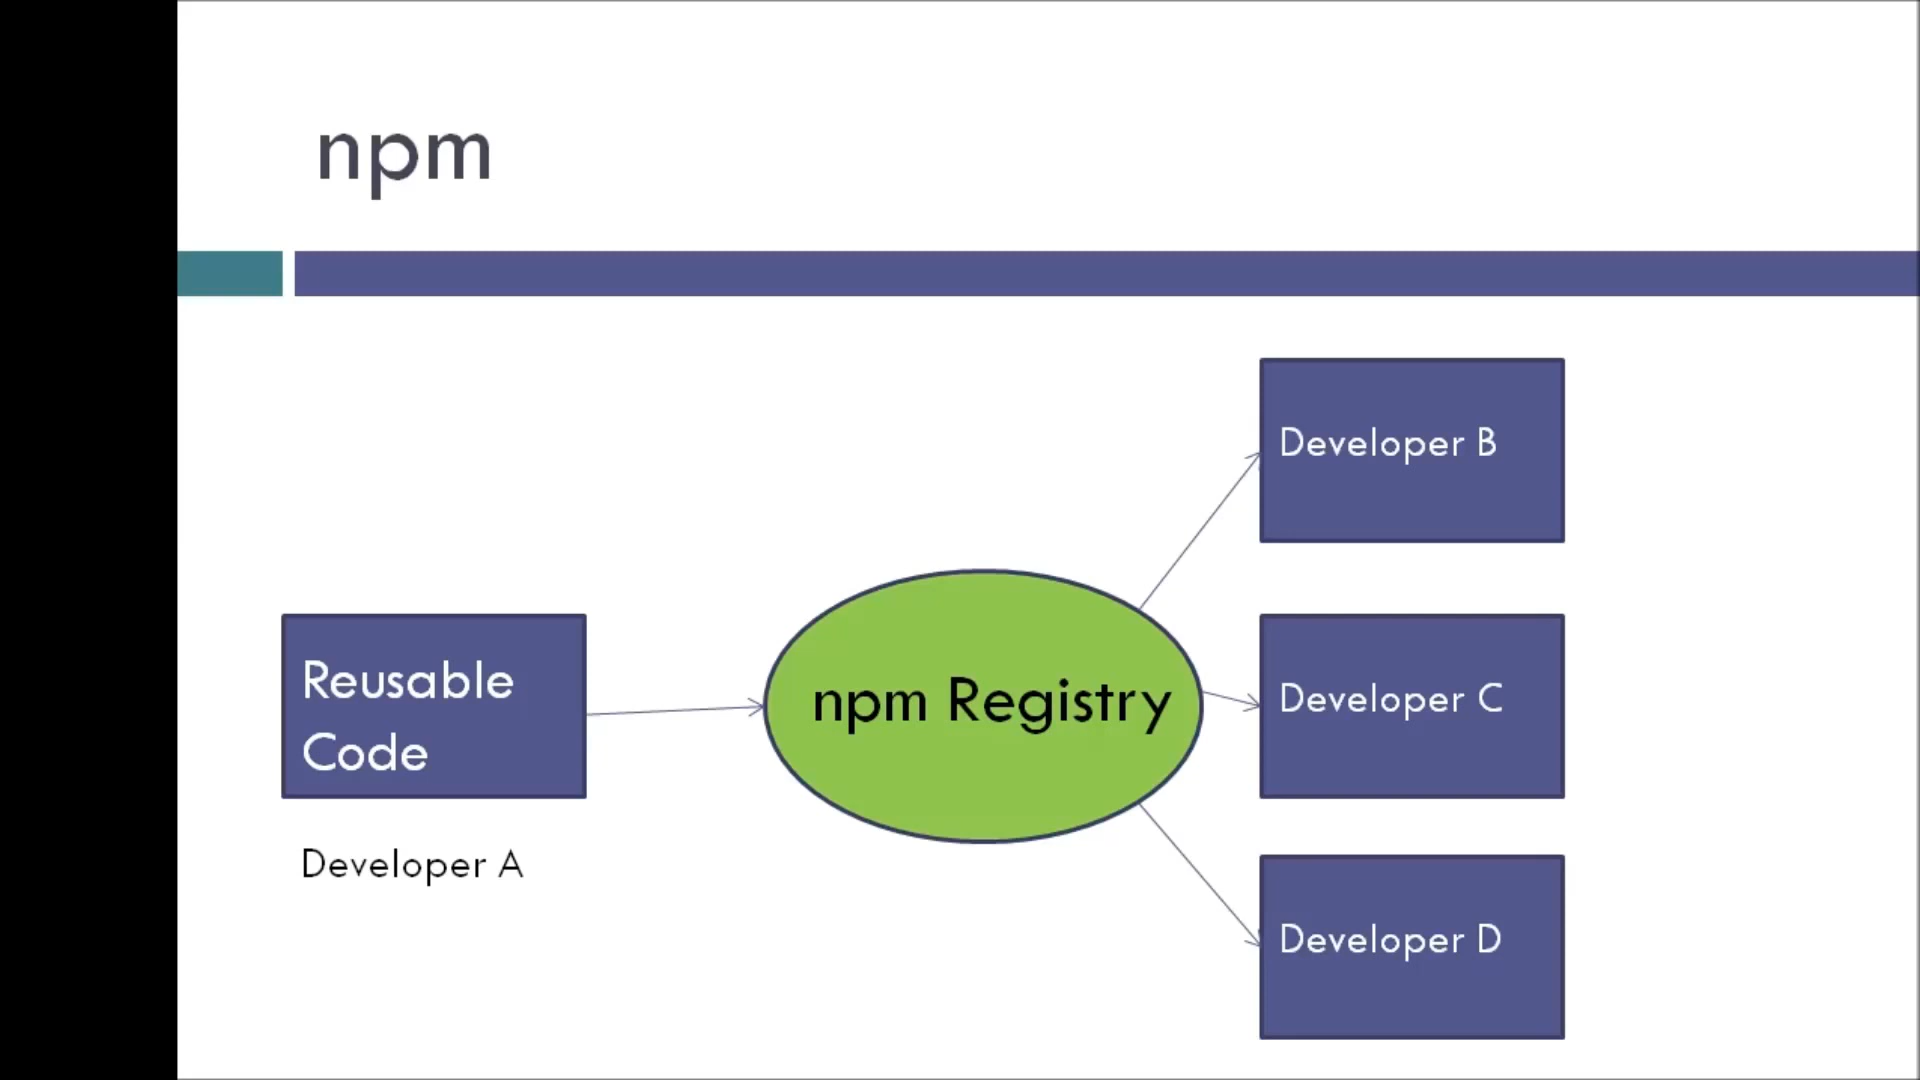 npm
Reusable
Code
Developer A
npm Registry
Developer B
Developer C
Developer D